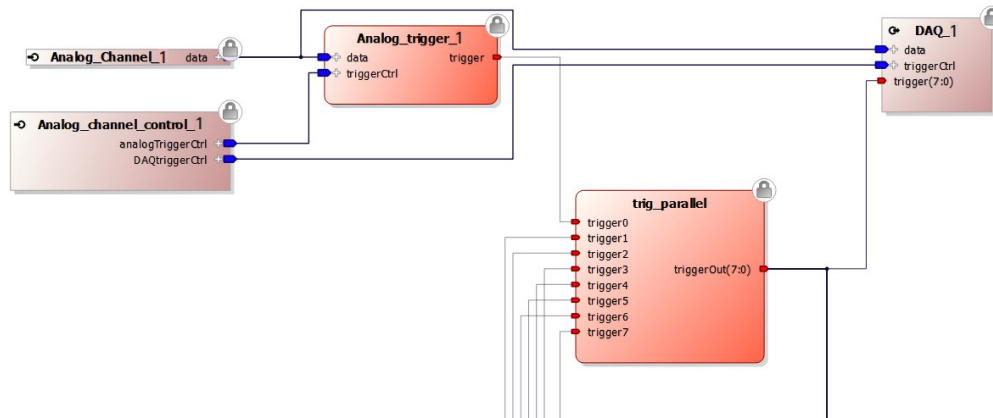 Analog_Channel_1
data
Analog_channel_control_1
analogTriggerCtrl
DAQtriggerCtrl
Analog_trigger_1
data
trigger
triggerCtrl
DAQ_1
data
triggerCtrl
trigger(7:0)
trig_parallel
trigger0
trigger1
trigger2
trigger3
trigger4
trigger5
trigger6
trigger7
triggerOut(7:0)